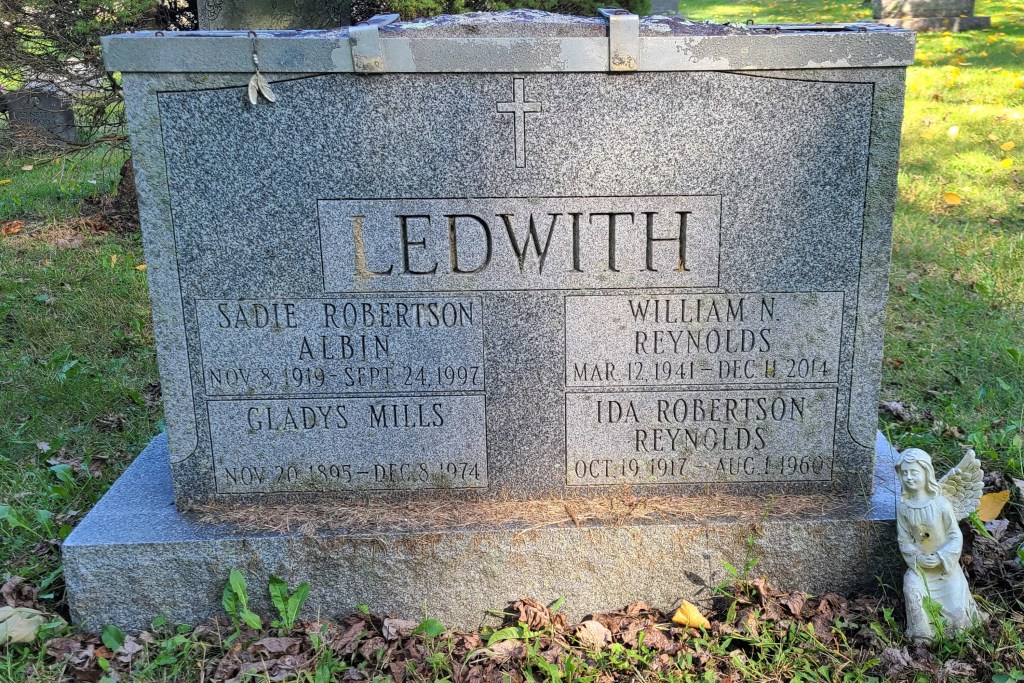 LEDWITH
SADIE ROBERTSON
ALBIN
NOV. 8, 1919 - SEPT. 24, 1997
GLADYS MILLS
NOV. 20, 1895 - DEC. 8, 1974
WILLIAM N.
REYNOLDS
MAR. 12, 1941 - DEC. 11, 2014
IDA ROBERTSON
REYNOLDS
OCT. 19, 1917 - AUG. 1, 1960